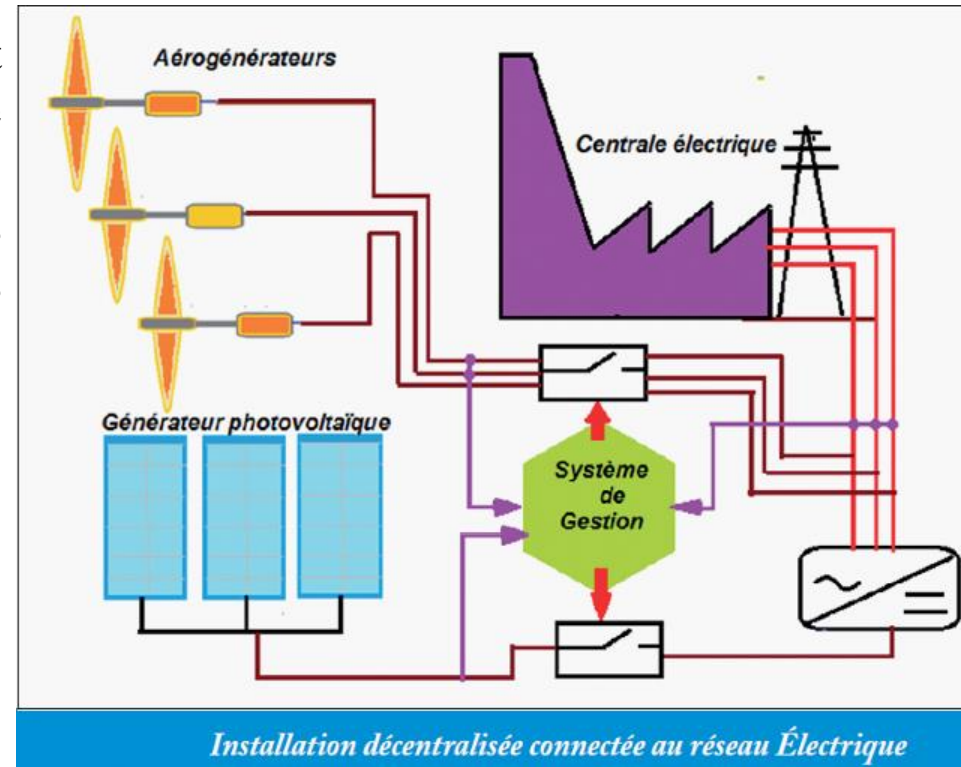 Aérogénérateurs
Centrale électrique
Générateur photovoltaïque
Système
de
Gestion
Installation décentralisée connectée au réseau Électrique